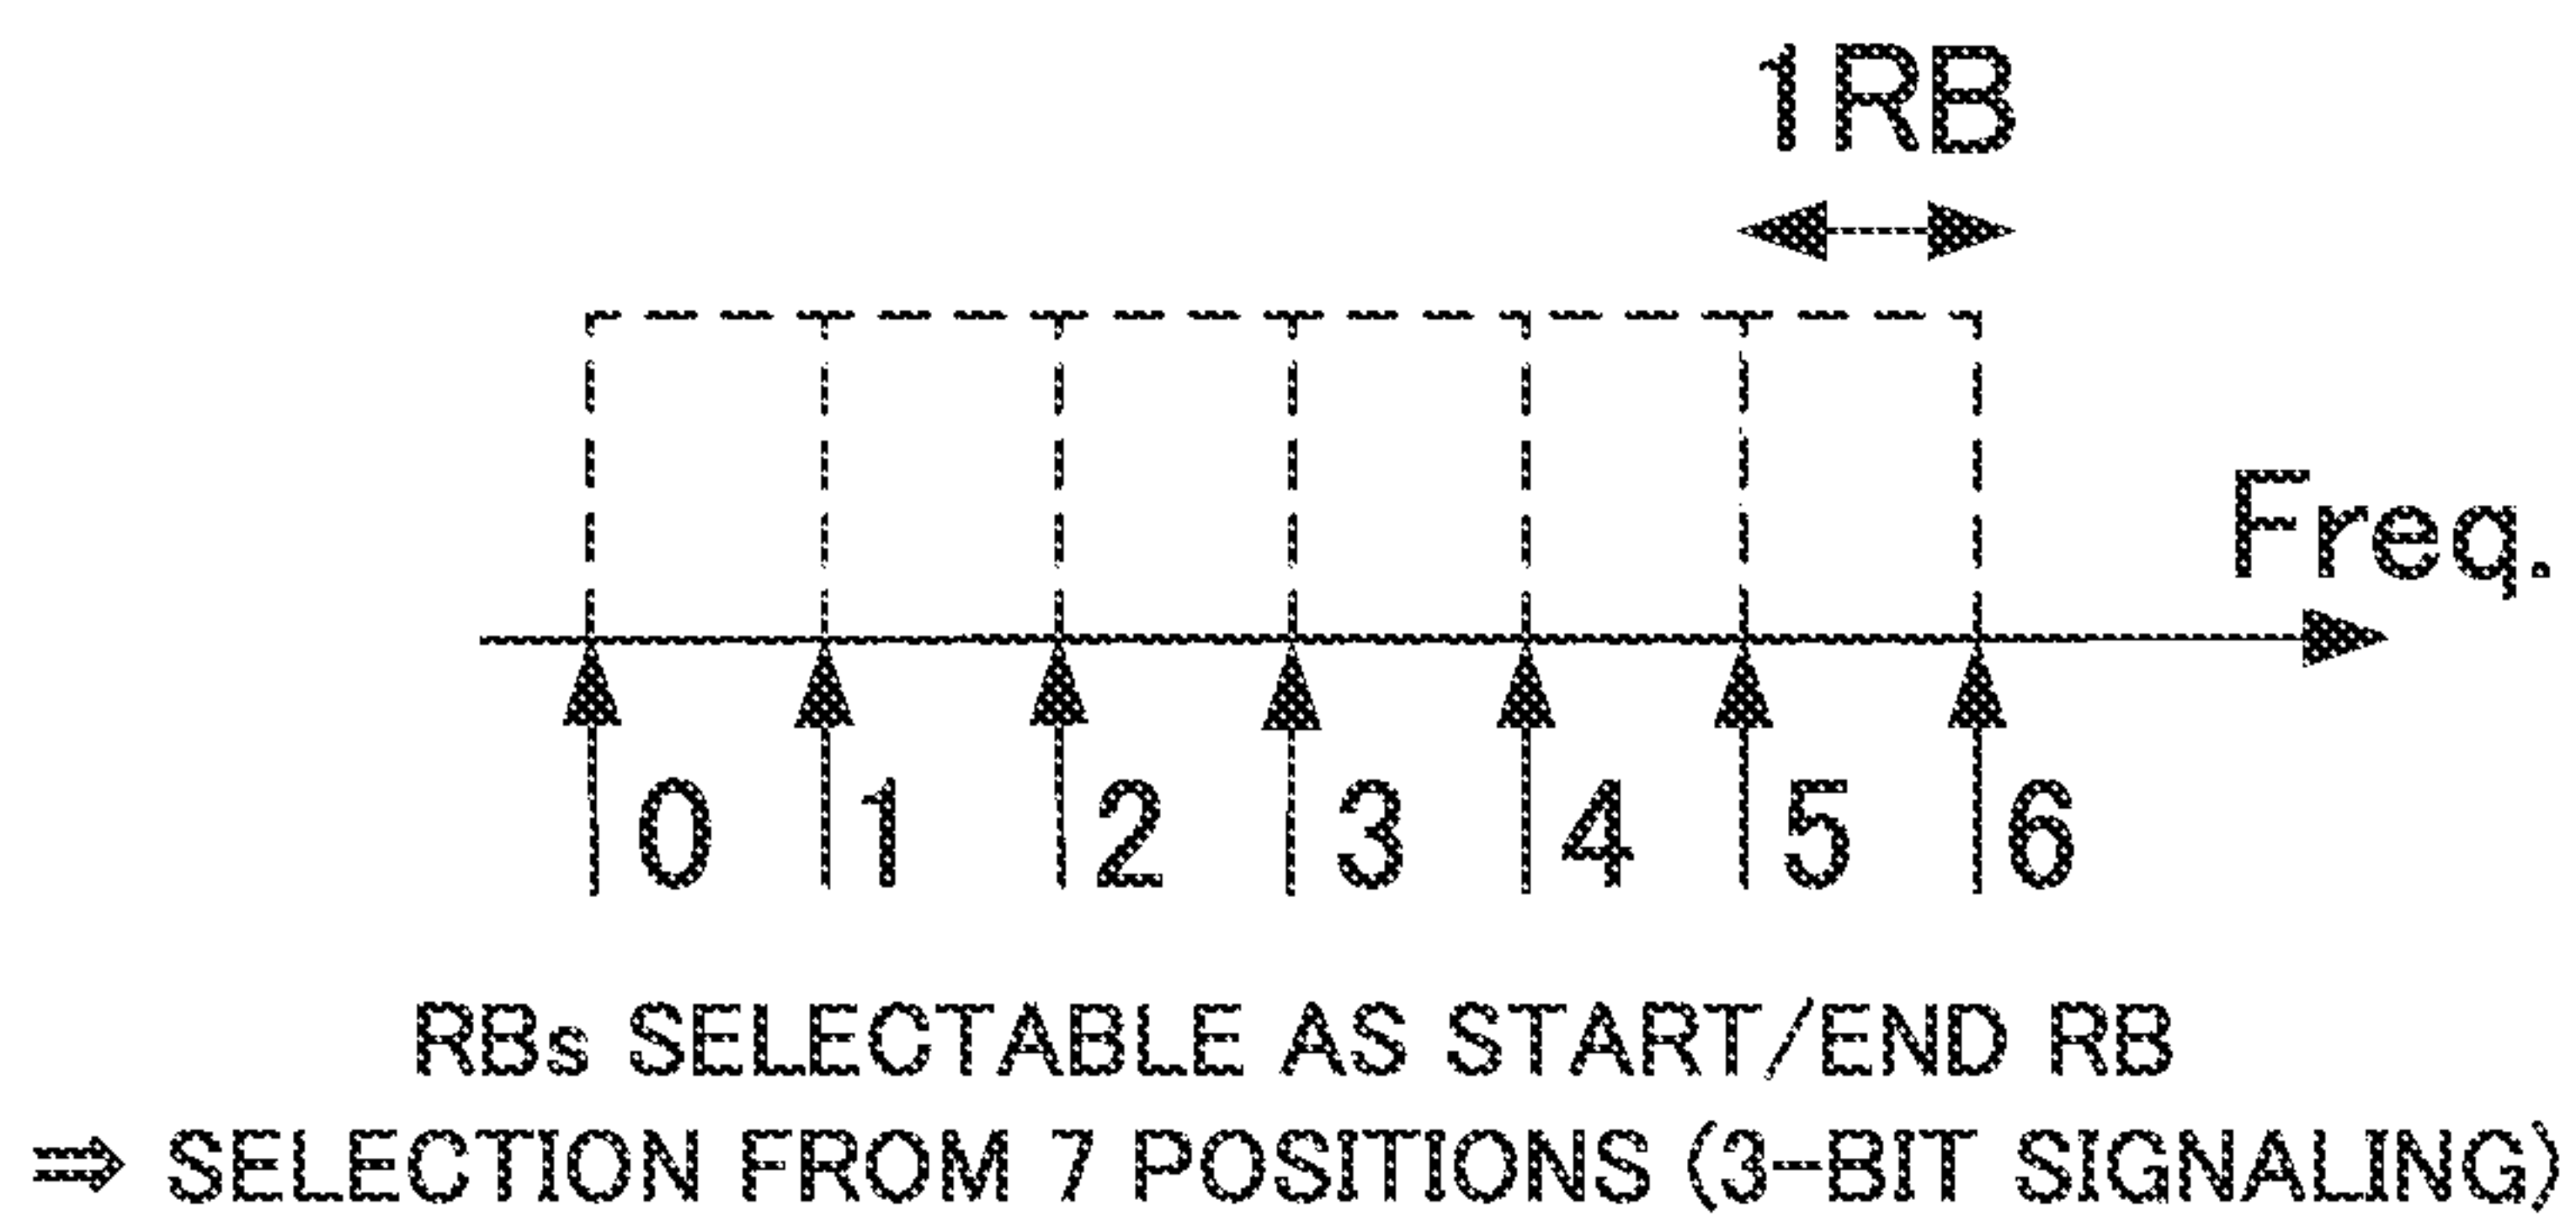 1RB
Freq.
0 1 2 3 4 5 6
RBs SELECTABLE AS START/END RB
⇒ SELECTION FROM 7 POSITIONS (3-BIT SIGNALING)